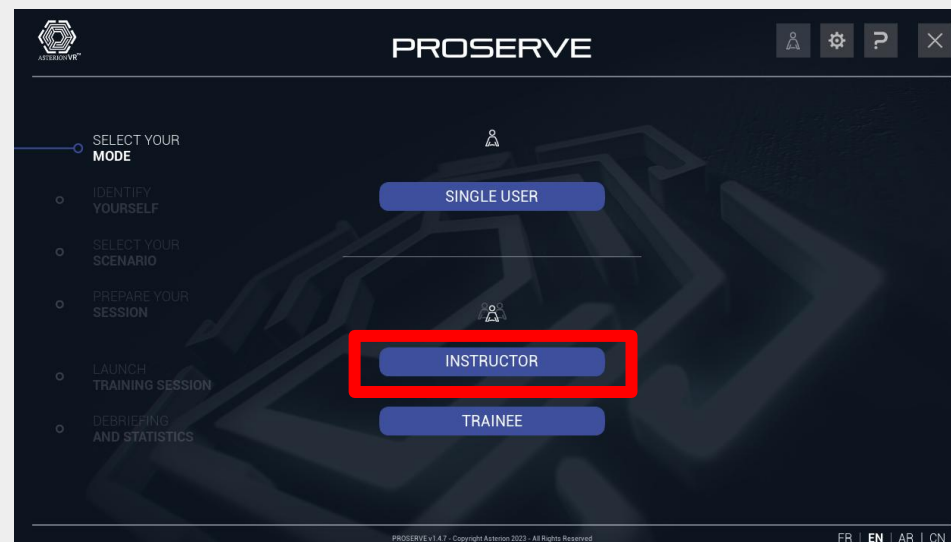 ASTERION VR™
PROSERVE
SELECT YOUR
MODE
IDENTIFY
YOURSELF
SELECT YOUR
SCENARIO
PREPARE YOUR
SESSION
LAUNCH
TRAINING SESSION
DEBRIEFING
AND STATISTICS
SINGLE USER
INSTRUCTOR
TRAINEE
PROSERVE v1.4.7 - Copyright Asterion 2023 - All Rights Reserved
FR | EN | AR | CN